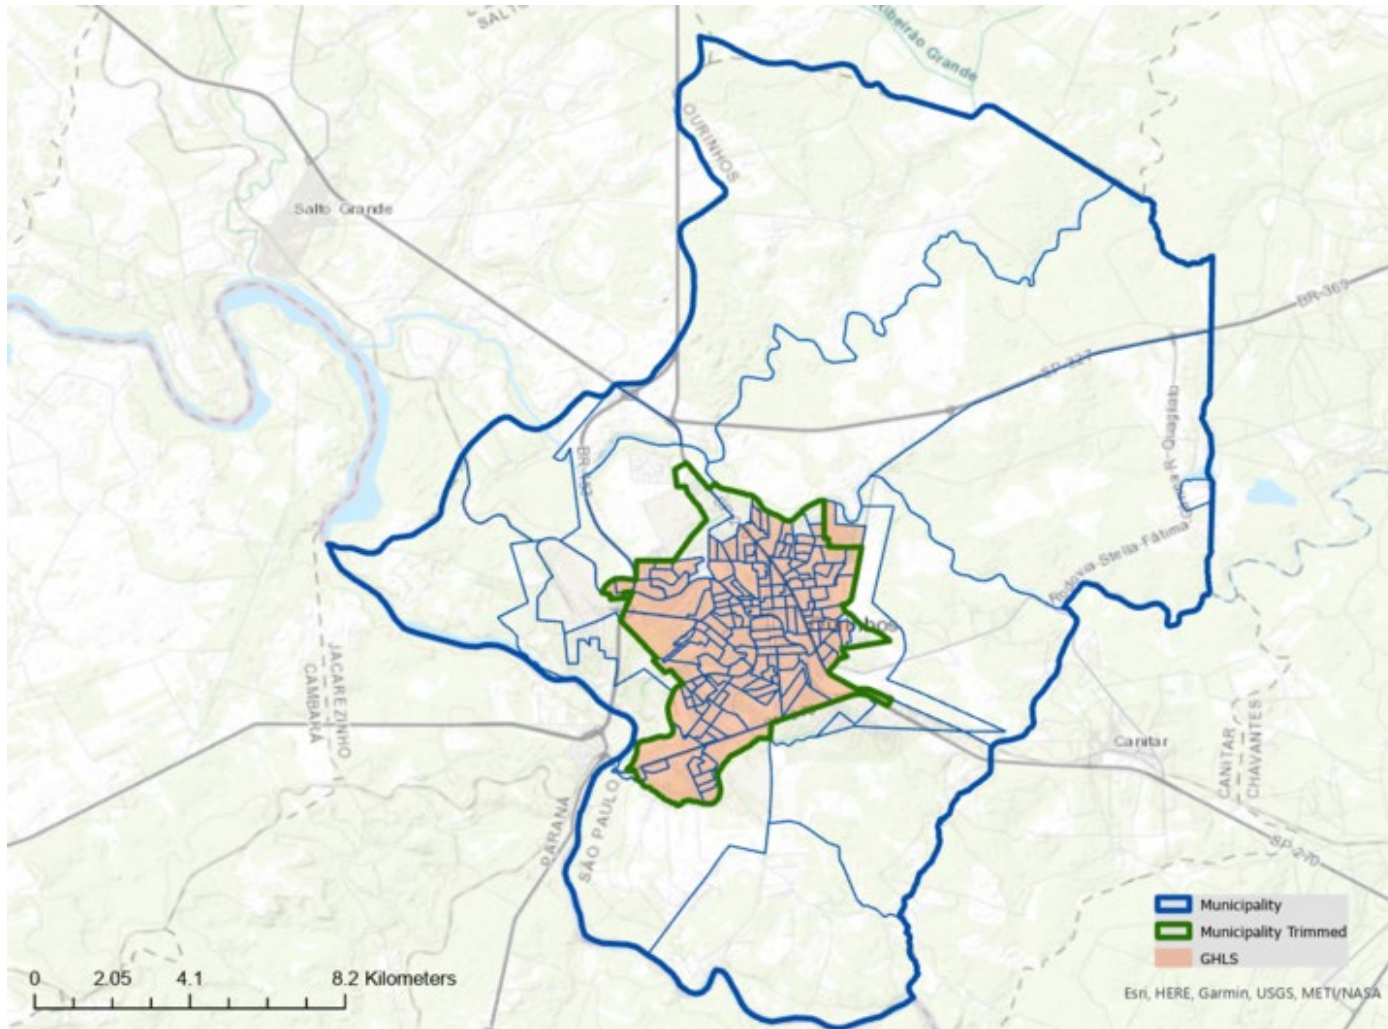 SALTO
Ribeirão Grande
OURINHOS
Salto Grande
BR-369
SP-327
BR-153
Rodovia Stella Fátima
JACAREZINHO
CAMBARÁ
Canitar
CANITAR
CHAVANTES
PARANÁ
SÃO PAULO
SP-270
Municipality
Municipality Trimmed
GHLS
0 2.05 4.1 8.2 Kilometers
Esri, HERE, Garmin, USGS, METI/NASA